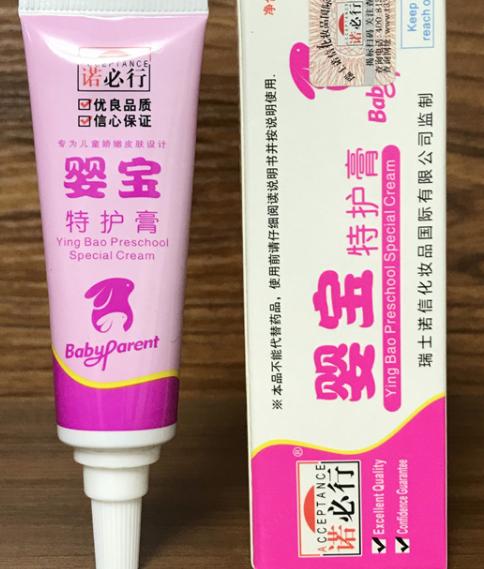 ACCEPTANCE
诺必行
优良品质
信心保证
专为儿童娇嫩皮肤设计
婴宝
特护膏
Ying Bao Preschool
Special Cream
BabyParent
Keep
reach o
诺必行
Baby
※本品不能代替药品，使用前请仔细阅读说明书并按说明使用.
婴宝特护膏
Ying Bao Preschool Special Cream
瑞士诺信化妆品国际有限公司监制
ACCEPTANCE
诺必行
®
Excellent Quality
Confidence Guarantee